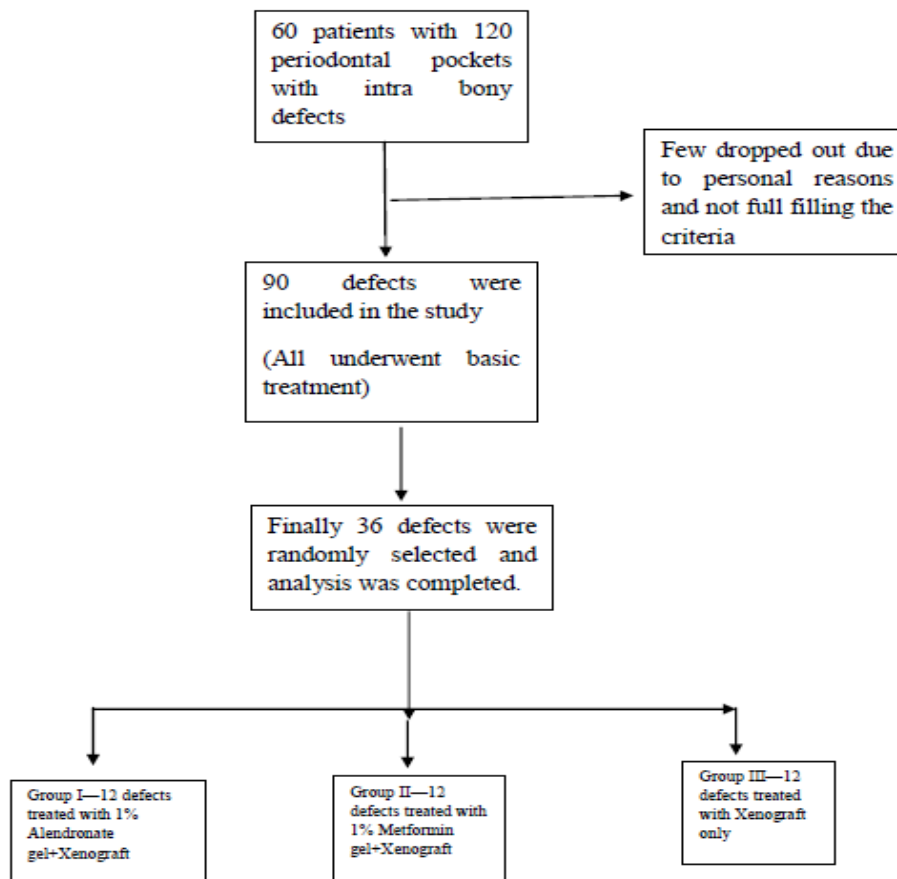 60 patients with 120
periodontal pockets
with intra bony
defects
Few dropped out due
to personal reasons
and not full filling the
criteria
90 defects were
included in the study
(All underwent basic
treatment)
Finally 36 defects were
randomly selected and
analysis was completed.
Group I—12 defects
treated with 1%
Alendronate
gel+Xenograft
Group II—12
defects treated with
1% Metformin
gel+Xenograft
Group III—12
defects treated
with Xenograft
only